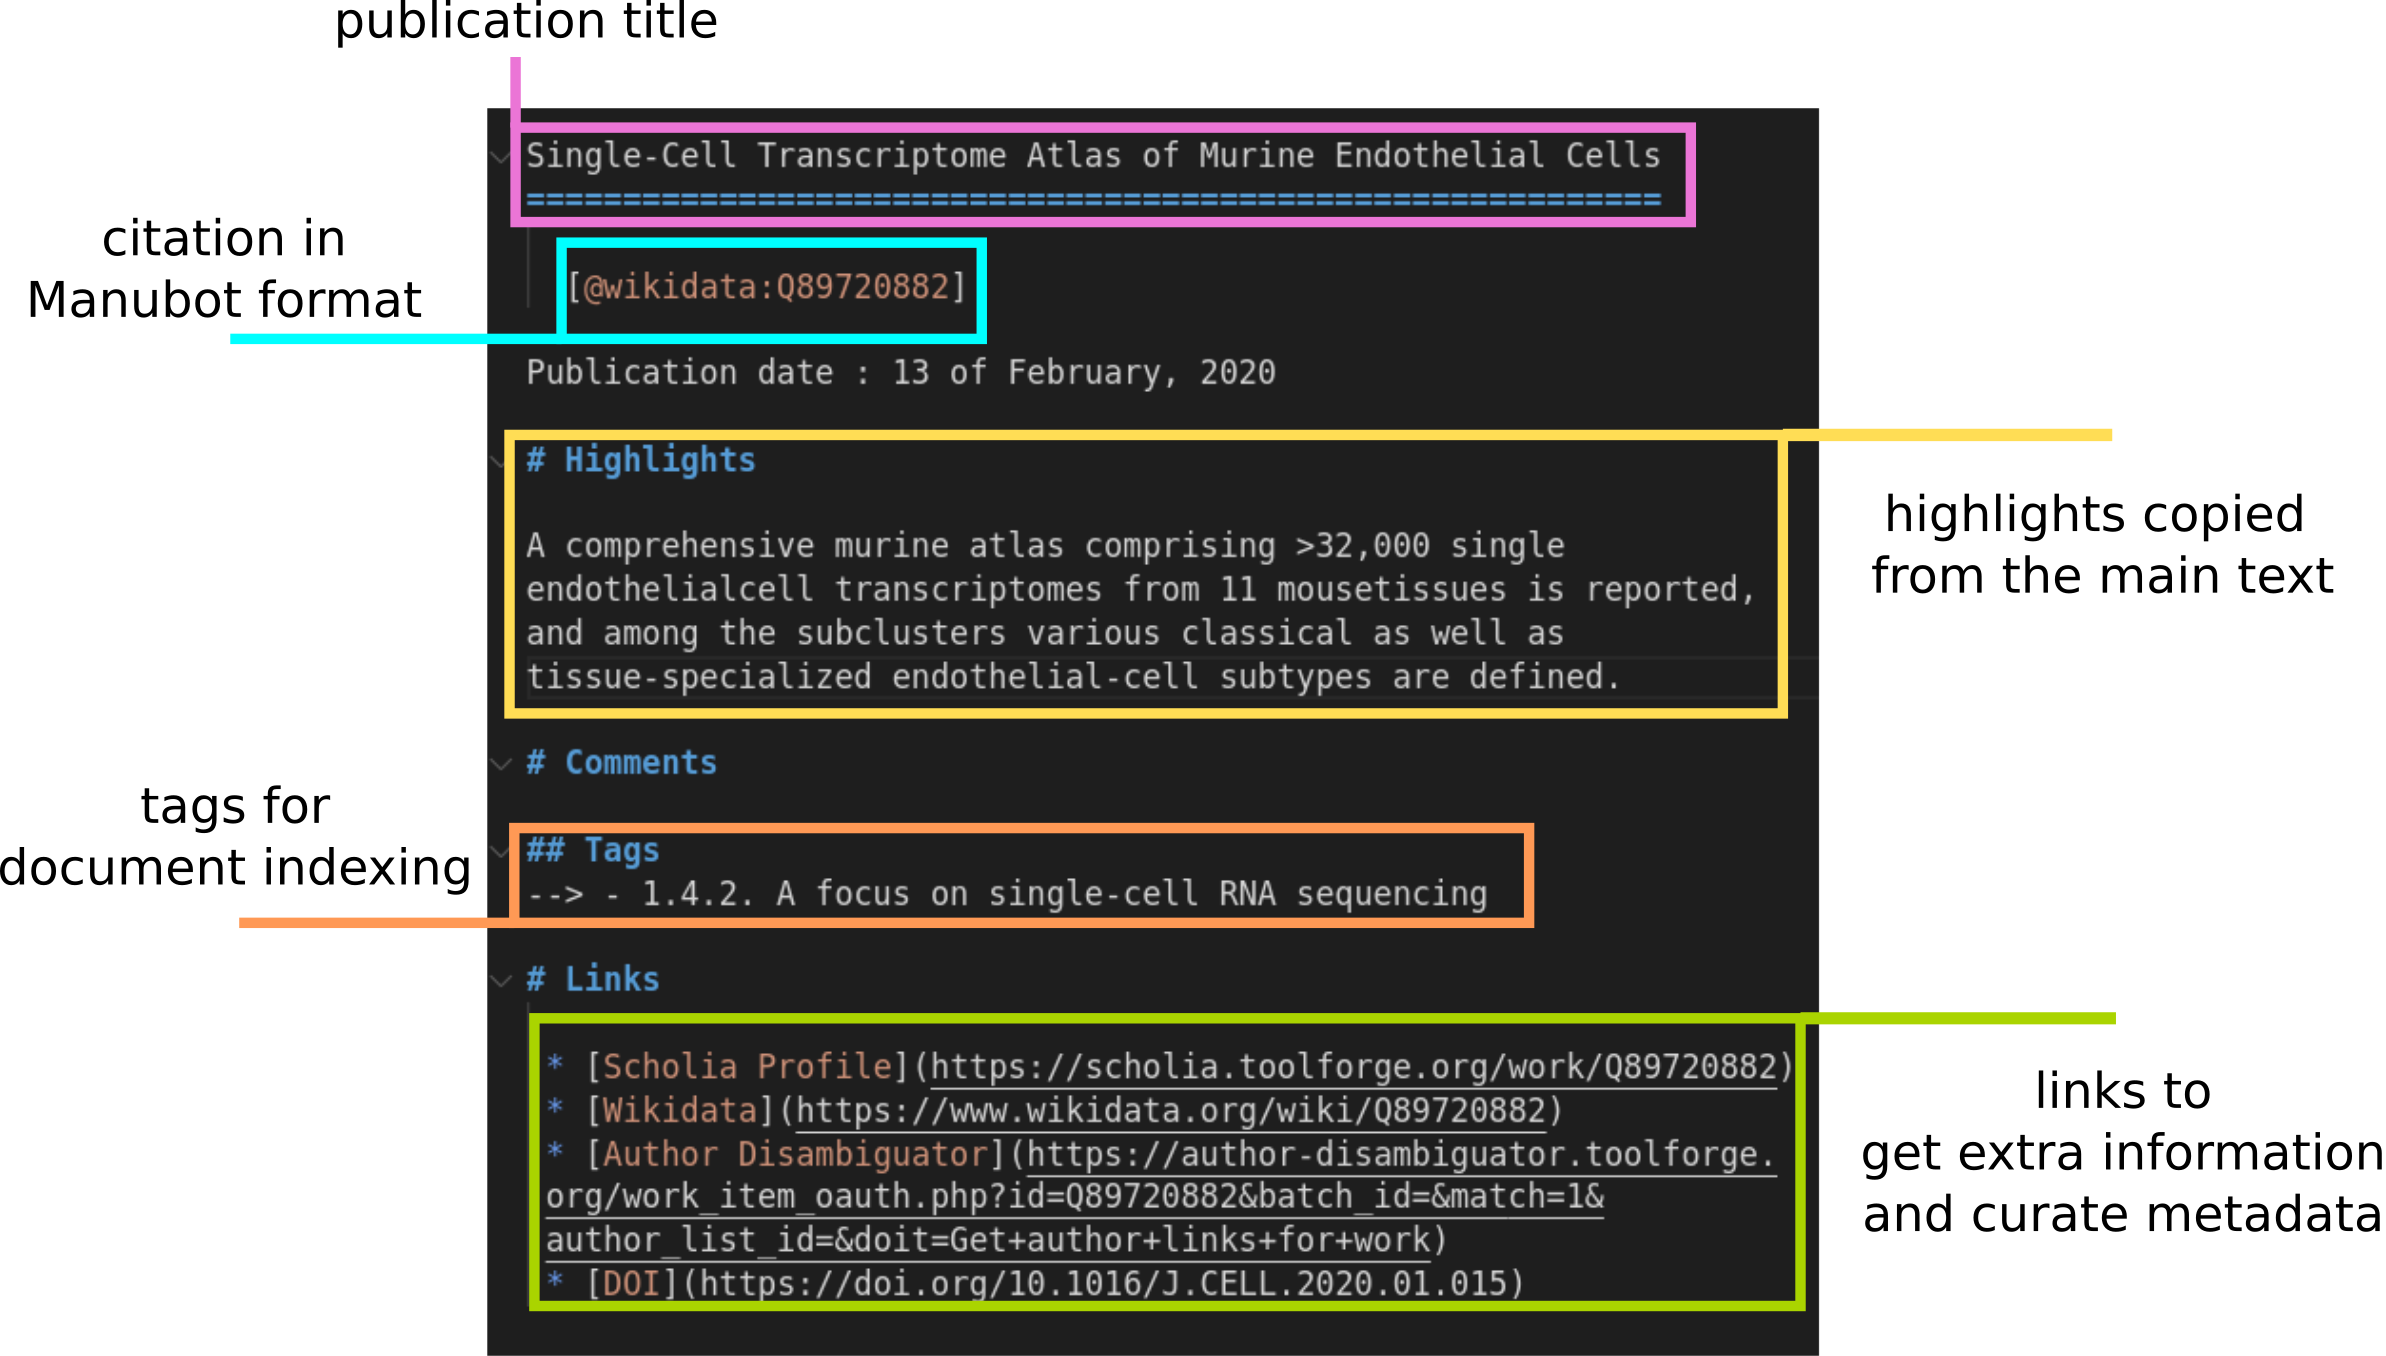 publication title
Single-Cell Transcriptome Atlas of Murine Endothelial Cells
===========================================================
citation in
Manubot format
[@wikidata:Q89720882]
Publication date : 13 of February, 2020
# Highlights
A comprehensive murine atlas comprising >32,000 single
endothelialcell transcriptomes from 11 mousetissues is reported,
and among the subclusters various classical as well as
tissue-specialized endothelial-cell subtypes are defined.
highlights copied
from the main text
# Comments
tags for
document indexing
## Tags
--> - 1.4.2. A focus on single-cell RNA sequencing
# Links
* [Scholia Profile](https://scholia.toolforge.org/work/Q89720882)
* [Wikidata](https://www.wikidata.org/wiki/Q89720882)
* [Author Disambiguator](https://author-disambiguator.toolforge.
org/work_item_oauth.php?id=Q89720882&batch_id=&match=1&
author_list_id=&doit=Get+author+links+for+work)
* [DOI](https://doi.org/10.1016/J.CELL.2020.01.015)
links to
get extra information
and curate metadata